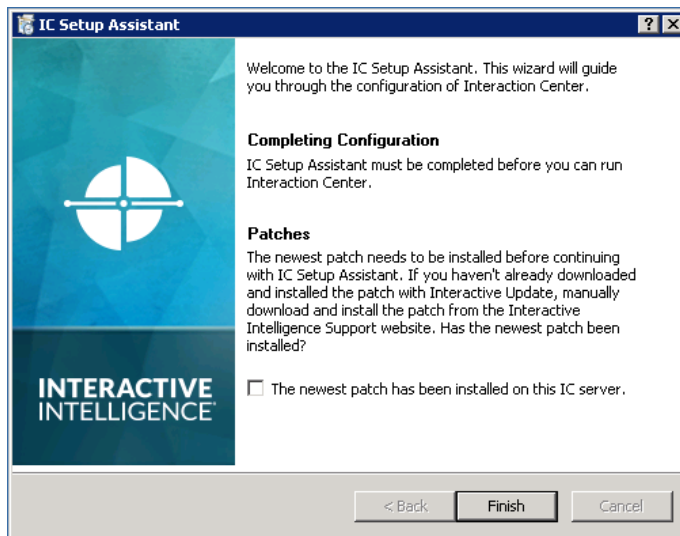 IC Setup Assistant
Welcome to the IC Setup Assistant. This wizard will guide
you through the configuration of Interaction Center.
Completing Configuration
IC Setup Assistant must be completed before you can run
Interaction Center.
Patches
The newest patch needs to be installed before continuing
with IC Setup Assistant. If you haven't already downloaded
and installed the patch with Interactive Update, manually
download and install the patch from the Interactive
Intelligence Support website. Has the newest patch been
installed?
The newest patch has been installed on this IC server.
INTERACTIVE
INTELLIGENCE
< Back Finish Cancel